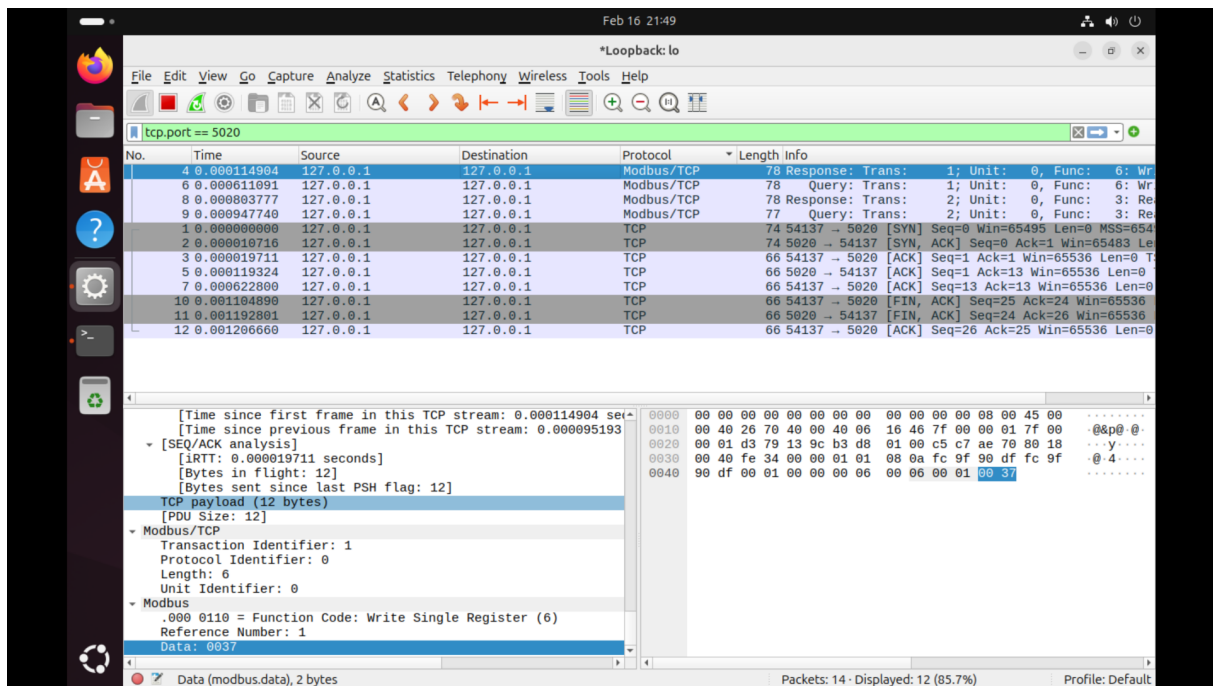 Feb 16 21:49
*Loopback: lo
File Edit View Go Capture Analyze Statistics Telephony Wireless Tools Help
tcp.port == 5020
No. Time Source Destination Protocol Length Info
4 0.000114904 127.0.0.1 127.0.0.1 Modbus/TCP 78 Response: Trans: 1; Unit: 0, Func: 6: Wr
6 0.000611091 127.0.0.1 127.0.0.1 Modbus/TCP 78 Query: Trans: 1; Unit: 0, Func: 6: Wr
8 0.000803777 127.0.0.1 127.0.0.1 Modbus/TCP 78 Response: Trans: 2; Unit: 0, Func: 3: Rea
9 0.000947740 127.0.0.1 127.0.0.1 Modbus/TCP 77 Query: Trans: 2; Unit: 0, Func: 3: Rea
1 0.000000000 127.0.0.1 127.0.0.1 TCP 74 54137 → 5020 [SYN] Seq=0 Win=65495 Len=0 MSS=654
2 0.000010716 127.0.0.1 127.0.0.1 TCP 74 5020 → 54137 [SYN, ACK] Seq=0 Ack=1 Win=65483 Le
3 0.000019711 127.0.0.1 127.0.0.1 TCP 66 54137 → 5020 [ACK] Seq=1 Ack=1 Win=65536 Len=0
5 0.000119324 127.0.0.1 127.0.0.1 TCP 66 5020 → 54137 [ACK] Seq=1 Ack=13 Win=65536 Len=0
7 0.000622800 127.0.0.1 127.0.0.1 TCP 66 54137 → 5020 [ACK] Seq=13 Ack=13 Win=65536 Len=0
10 0.001104890 127.0.0.1 127.0.0.1 TCP 66 54137 → 5020 [FIN, ACK] Seq=25 Ack=24 Win=65536
11 0.001192801 127.0.0.1 127.0.0.1 TCP 66 5020 → 54137 [FIN, ACK] Seq=24 Ack=26 Win=65536
12 0.001206660 127.0.0.1 127.0.0.1 TCP 66 54137 → 5020 [ACK] Seq=26 Ack=25 Win=65536 Len=0
[Time since first frame in this TCP stream: 0.000114904 sec
[Time since previous frame in this TCP stream: 0.000095193
[SEQ/ACK analysis]
[iRTT: 0.000019711 seconds]
[Bytes in flight: 12]
[Bytes sent since last PSH flag: 12]
TCP payload (12 bytes)
[PDU Size: 12]
Modbus/TCP
Transaction Identifier: 1
Protocol Identifier: 0
Length: 6
Unit Identifier: 0
Modbus
.000 0110 = Function Code: Write Single Register (6)
Reference Number: 1
Data: 0037
0000 00 00 00 00 00 00 00 00 00 00 00 00 08 00 45 00 ········ 
0010 00 40 26 70 40 00 40 06 16 46 7f 00 00 01 7f 00 ·@&p@·@·
0020 00 01 d3 79 13 9c b3 d8 01 00 c5 c7 ae 70 80 18 ···y····
0030 00 40 fe 34 00 00 01 01 08 0a fc 9f 90 df fc 9f ·@·4····
0040 90 df 00 01 00 00 00 06 00 06 00 01 00 37 ········
Data (modbus.data), 2 bytes
Packets: 14 · Displayed: 12 (85.7%)
Profile: Default